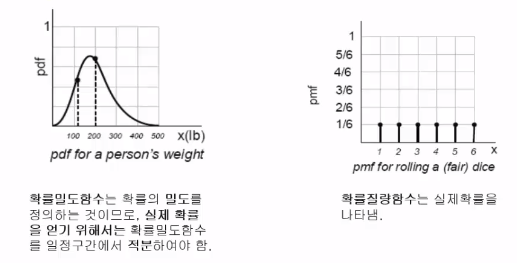 1
pdf
100 200 300 400 500
x(lb)
pdf for a person's weight
확률밀도함수는 확률의 밀도를
정의하는 것이므로, 실제 확률
을 얻기 위해서는 확률밀도함수
를 일정구간에서 적분하여야 함.
1
5/6
4/6
3/6
2/6
1/6
pmf
1 2 3 4 5 6
x
pmf for rolling a (fair) dice
확률질량함수는 실제확률을
나타냄.